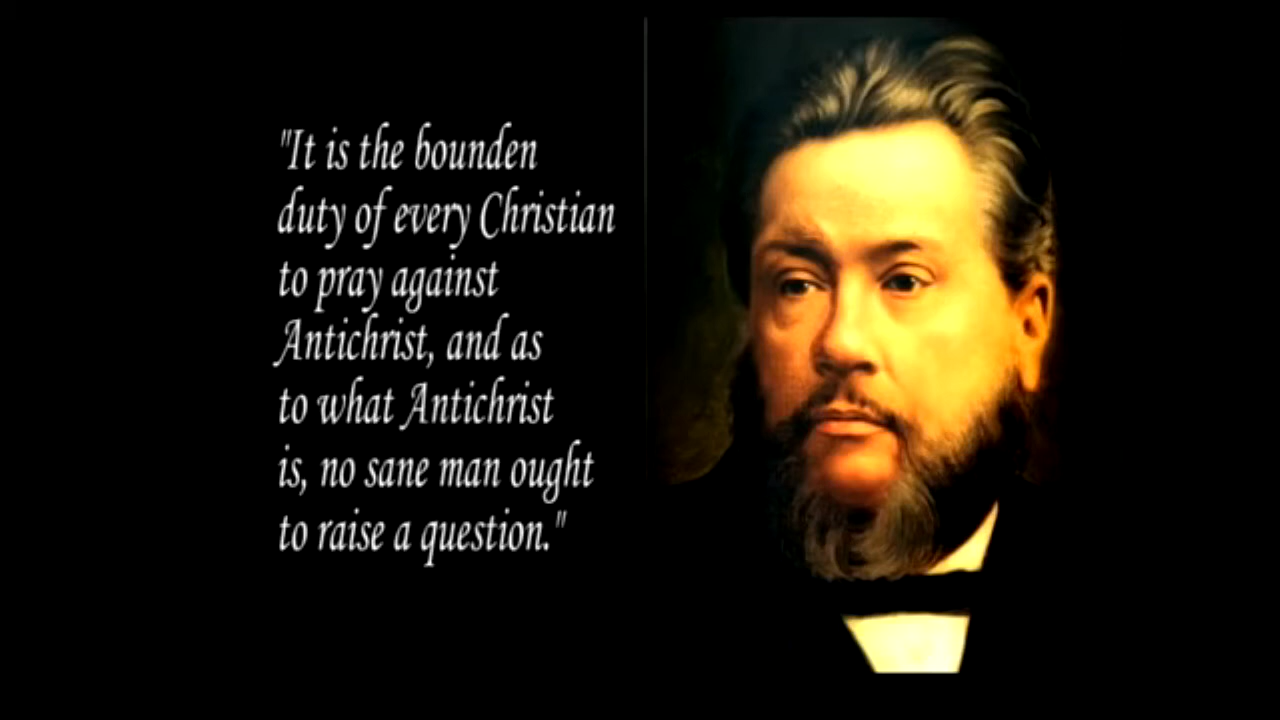 "It is the bounden
duty of every Christian
to pray against
Antichrist, and as
to what Antichrist
is, no sane man ought
to raise a question."